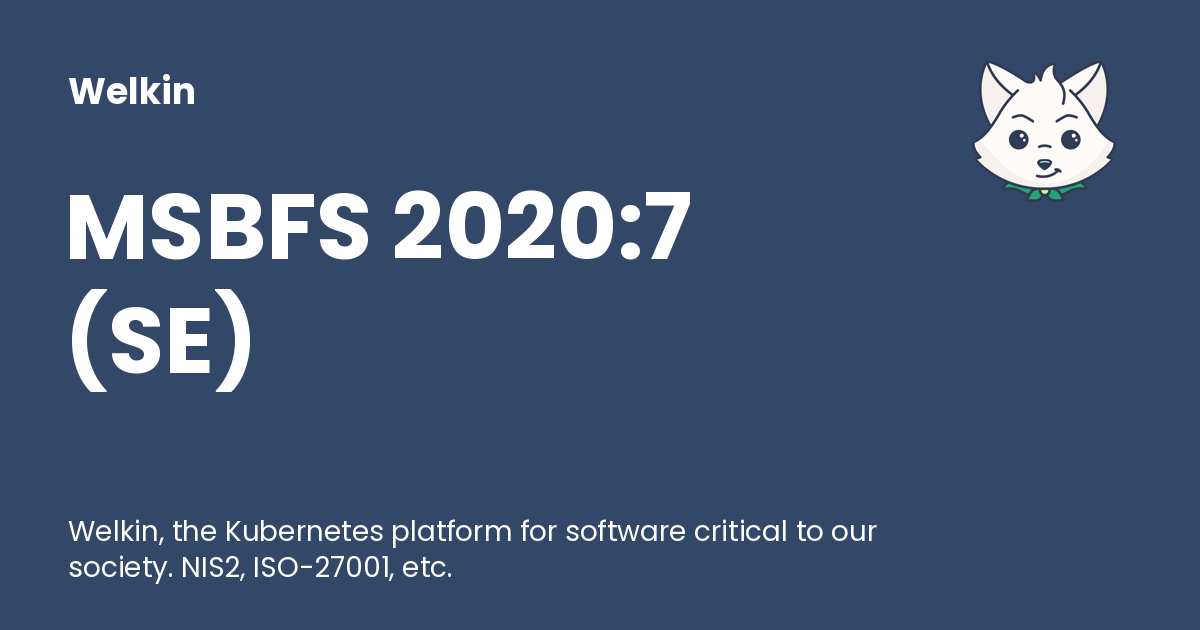 Welkin
MSBFS 2020:7
(SE)
Welkin, the Kubernetes platform for software critical to our
society. NIS2, ISO-27001, etc.